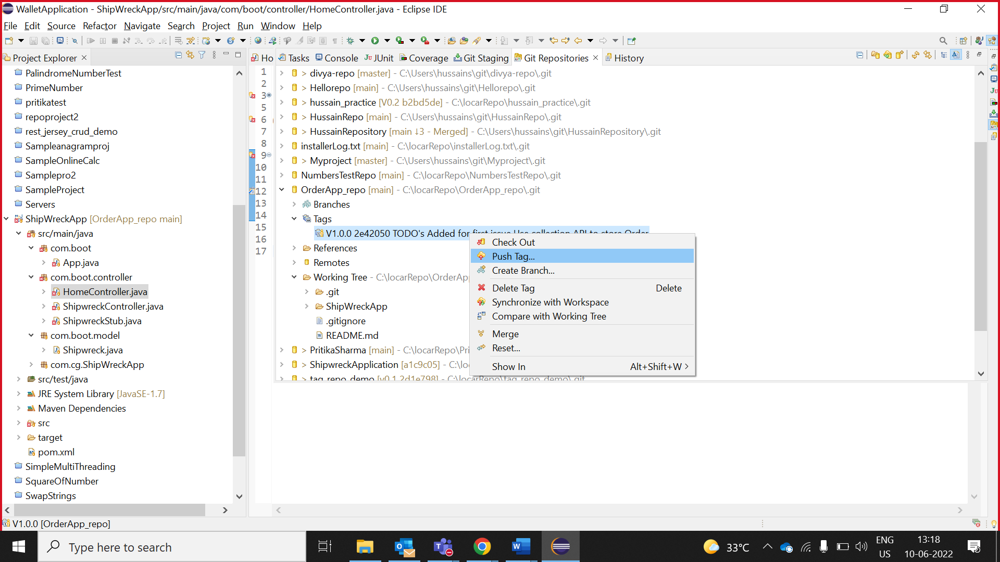 WalletApplication - ShipWreckApp/src/main/java/com/boot/controller/HomeController.java - Eclipse IDE
File Edit Source Refactor Navigate Search Project Run Window Help
Project Explorer
PalindromeNumberTest
PrimeNumber
pritikatest
repoproject2
rest_jersey_crud_demo
Sampleanagramproj
SampleOnlineCalc
Samplepro2
SampleProject
Servers
ShipWreckApp [OrderApp_repo main]
src/main/java
com.boot
App.java
com.boot.controller
HomeController.java
ShipwreckController.java
ShipwreckStub.java
com.boot.model
Shipwreck.java
com.cg.ShipWreckApp
src/test/java
JRE System Library [JavaSE-1.7]
Maven Dependencies
src
target
pom.xml
SimpleMultiThreading
SquareOfNumber
SwapStrings
Ho Tasks Console JUnit Coverage Git Staging Git Repositories History
1
2
3
5
6
7
8
9
10
11
12
13
14
15
16
17
> divya-repo [master] - C:\Users\hussains\git\divya-repo\.git
> Hellorepo [main] - C:\Users\hussains\git\Hellorepo\.git
> hussain_practice [V0.2 b2bd5de] - C:\locarRepo\hussain_practice\.git
> HussainRepo [main] - C:\Users\hussains\git\HussainRepo\.git
> HussainRepository [main ↓3 - Merged] - C:\Users\hussains\git\HussainRepository\.git
installerLog.txt [main] - C:\locarRepo\installerLog.txt\.git
> Myproject [master] - C:\Users\hussains\git\Myproject\.git
NumbersTestRepo [main] - C:\locarRepo\NumbersTestRepo\.git
OrderApp_repo [main] - C:\locarRepo\OrderApp_repo\.git
Branches
Tags
V1.0.0 2e42050 TODO's Added for first issue Use collection API to store Order
References
Remotes
Working Tree - C:\locarRepo\OrderApp
.git
ShipWreckApp
.gitignore
README.md
> PritikaSharma [main] - C:\locarRepo\Pri
> ShipwreckApplication [a1c9c05] - C:\loc
> tag_repo_demo [v0.1 2d1e798] - C:\locarRepo\tag_repo_demo\.git
Check Out
Push Tag...
Create Branch...
Delete Tag Delete
Synchronize with Workspace
Compare with Working Tree
Merge
Reset...
Show In Alt+Shift+W >
V1.0.0 [OrderApp_repo]
Type here to search
33°C
ENG
US
13:18
10-06-2022